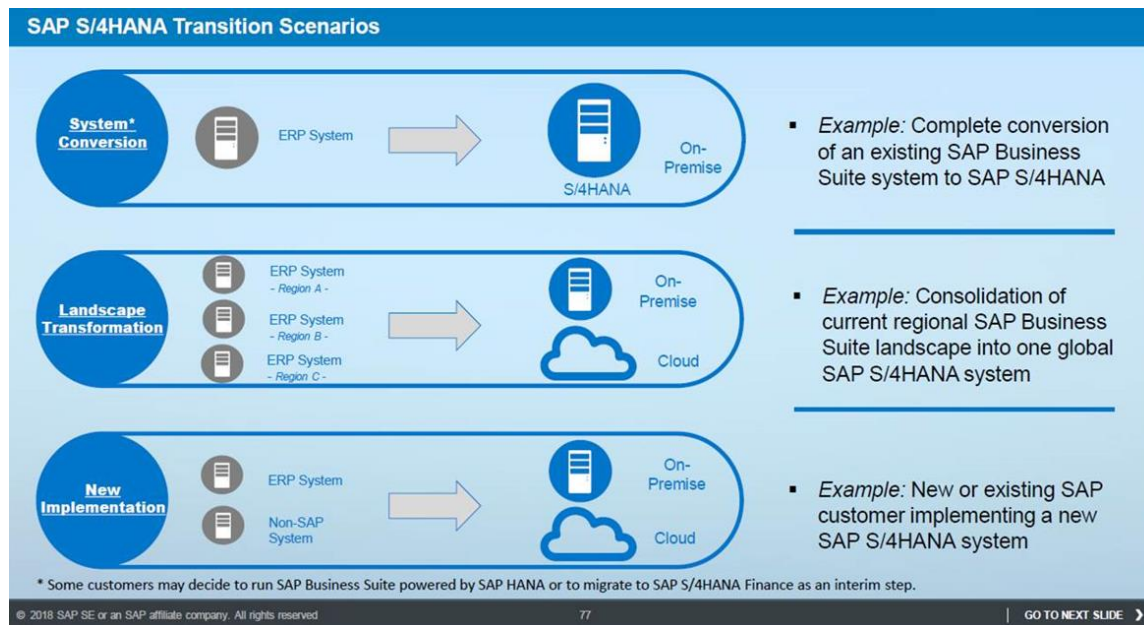 SAP S/4HANA Transition Scenarios
System*
Conversion
ERP System
S/4HANA
On-
Premise
▪ Example: Complete conversion
of an existing SAP Business
Suite system to SAP S/4HANA
Landscape
Transformation
ERP System
- Region A -
ERP System
- Region B -
ERP System
- Region C -
On-
Premise
Cloud
▪ Example: Consolidation of
current regional SAP Business
Suite landscape into one global
SAP S/4HANA system
New
Implementation
ERP System
Non-SAP
System
On-
Premise
Cloud
▪ Example: New or existing SAP
customer implementing a new
SAP S/4HANA system
* Some customers may decide to run SAP Business Suite powered by SAP HANA or to migrate to SAP S/4HANA Finance as an interim step.
© 2018 SAP SE or an SAP affiliate company. All rights reserved
77
| GO TO NEXT SLIDE ❯